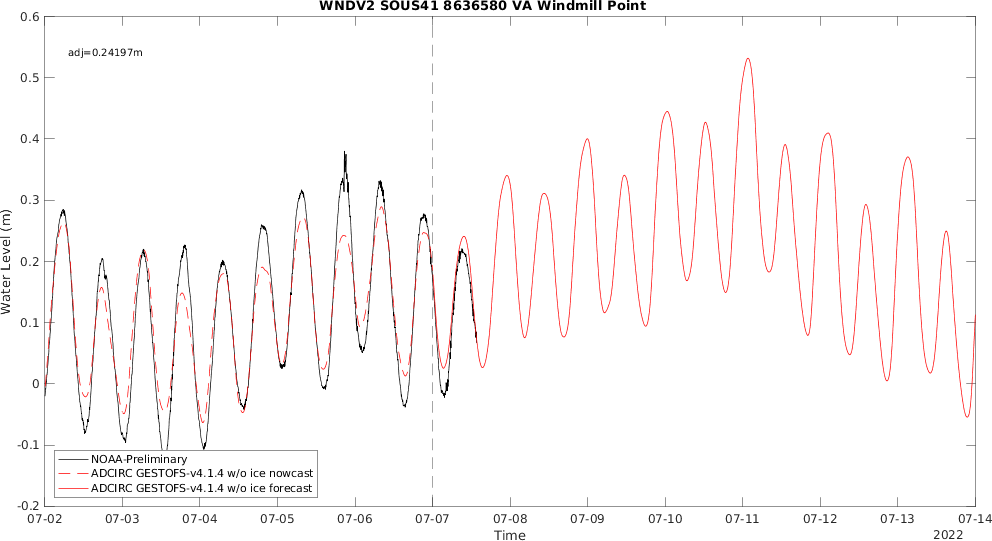 WNDV2 SOUS41 8636580 VA Windmill Point
adj=0.24197m
Water Level (m)
0.6
0.5
0.4
0.3
0.2
0.1
0
-0.1
-0.2
NOAA-Preliminary
ADCIRC GESTOFS-v4.1.4 w/o ice nowcast
ADCIRC GESTOFS-v4.1.4 w/o ice forecast
07-02 07-03 07-04 07-05 07-06 07-07 07-08 07-09 07-10 07-11 07-12 07-13 07-14
Time
2022